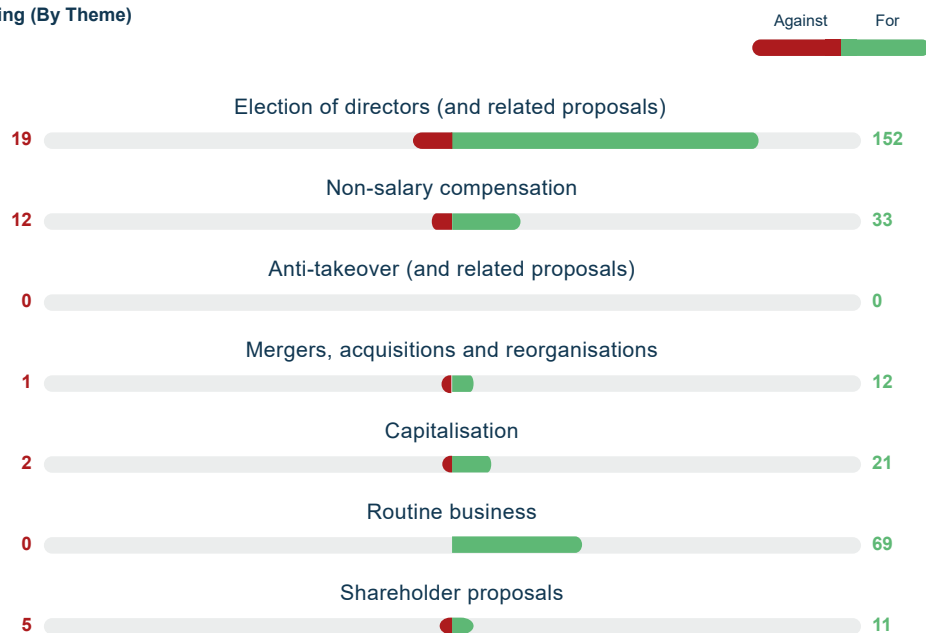 ing (By Theme)
Against For
Election of directors (and related proposals)
19 152
Non-salary compensation
12 33
Anti-takeover (and related proposals)
0 0
Mergers, acquisitions and reorganisations
1 12
Capitalisation
2 21
Routine business
0 69
Shareholder proposals
5 11